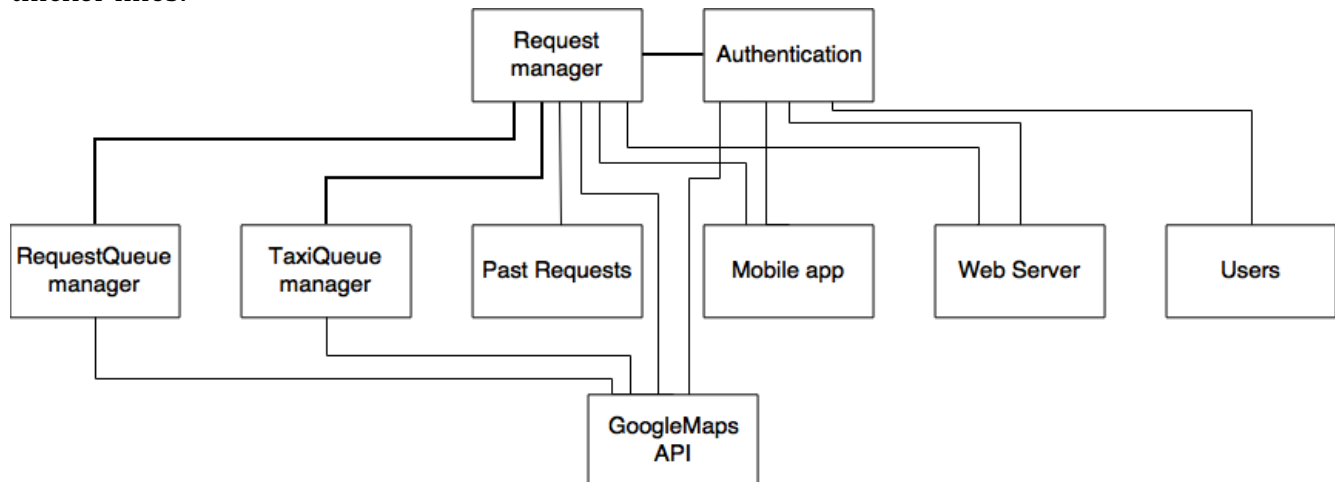 Request
manager
Authentication
RequestQueue
manager
TaxiQueue
manager
Past Requests
Mobile app
Web Server
Users
GoogleMaps
API